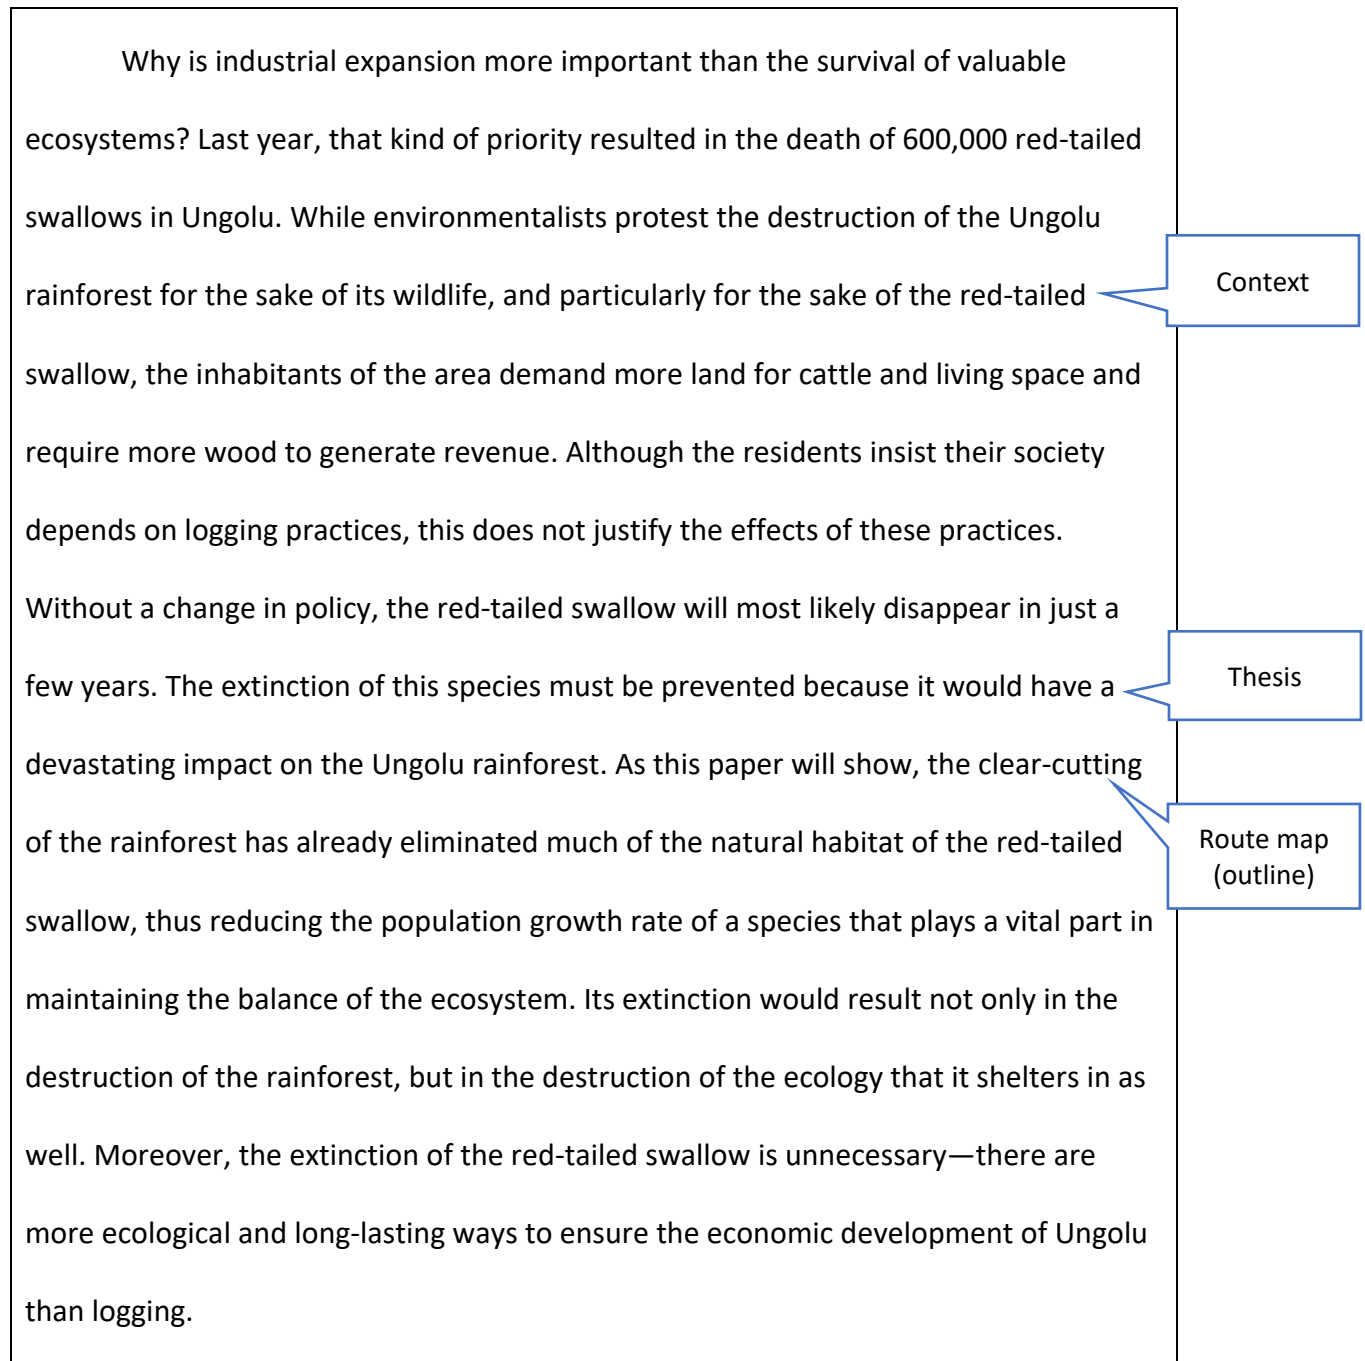 Why is industrial expansion more important than the survival of valuable
ecosystems? Last year, that kind of priority resulted in the death of 600,000 red-tailed
swallows in Ungolu. While environmentalists protest the destruction of the Ungolu
rainforest for the sake of its wildlife, and particularly for the sake of the red-tailed
Context
swallow, the inhabitants of the area demand more land for cattle and living space and
require more wood to generate revenue. Although the residents insist their society
depends on logging practices, this does not justify the effects of these practices.
Without a change in policy, the red-tailed swallow will most likely disappear in just a
few years. The extinction of this species must be prevented because it would have a
Thesis
devastating impact on the Ungolu rainforest. As this paper will show, the clear-cutting
of the rainforest has already eliminated much of the natural habitat of the red-tailed
Route map
(outline)
swallow, thus reducing the population growth rate of a species that plays a vital part in
maintaining the balance of the ecosystem. Its extinction would result not only in the
destruction of the rainforest, but in the destruction of the ecology that it shelters in as
well. Moreover, the extinction of the red-tailed swallow is unnecessary—there are
more ecological and long-lasting ways to ensure the economic development of Ungolu
than logging.